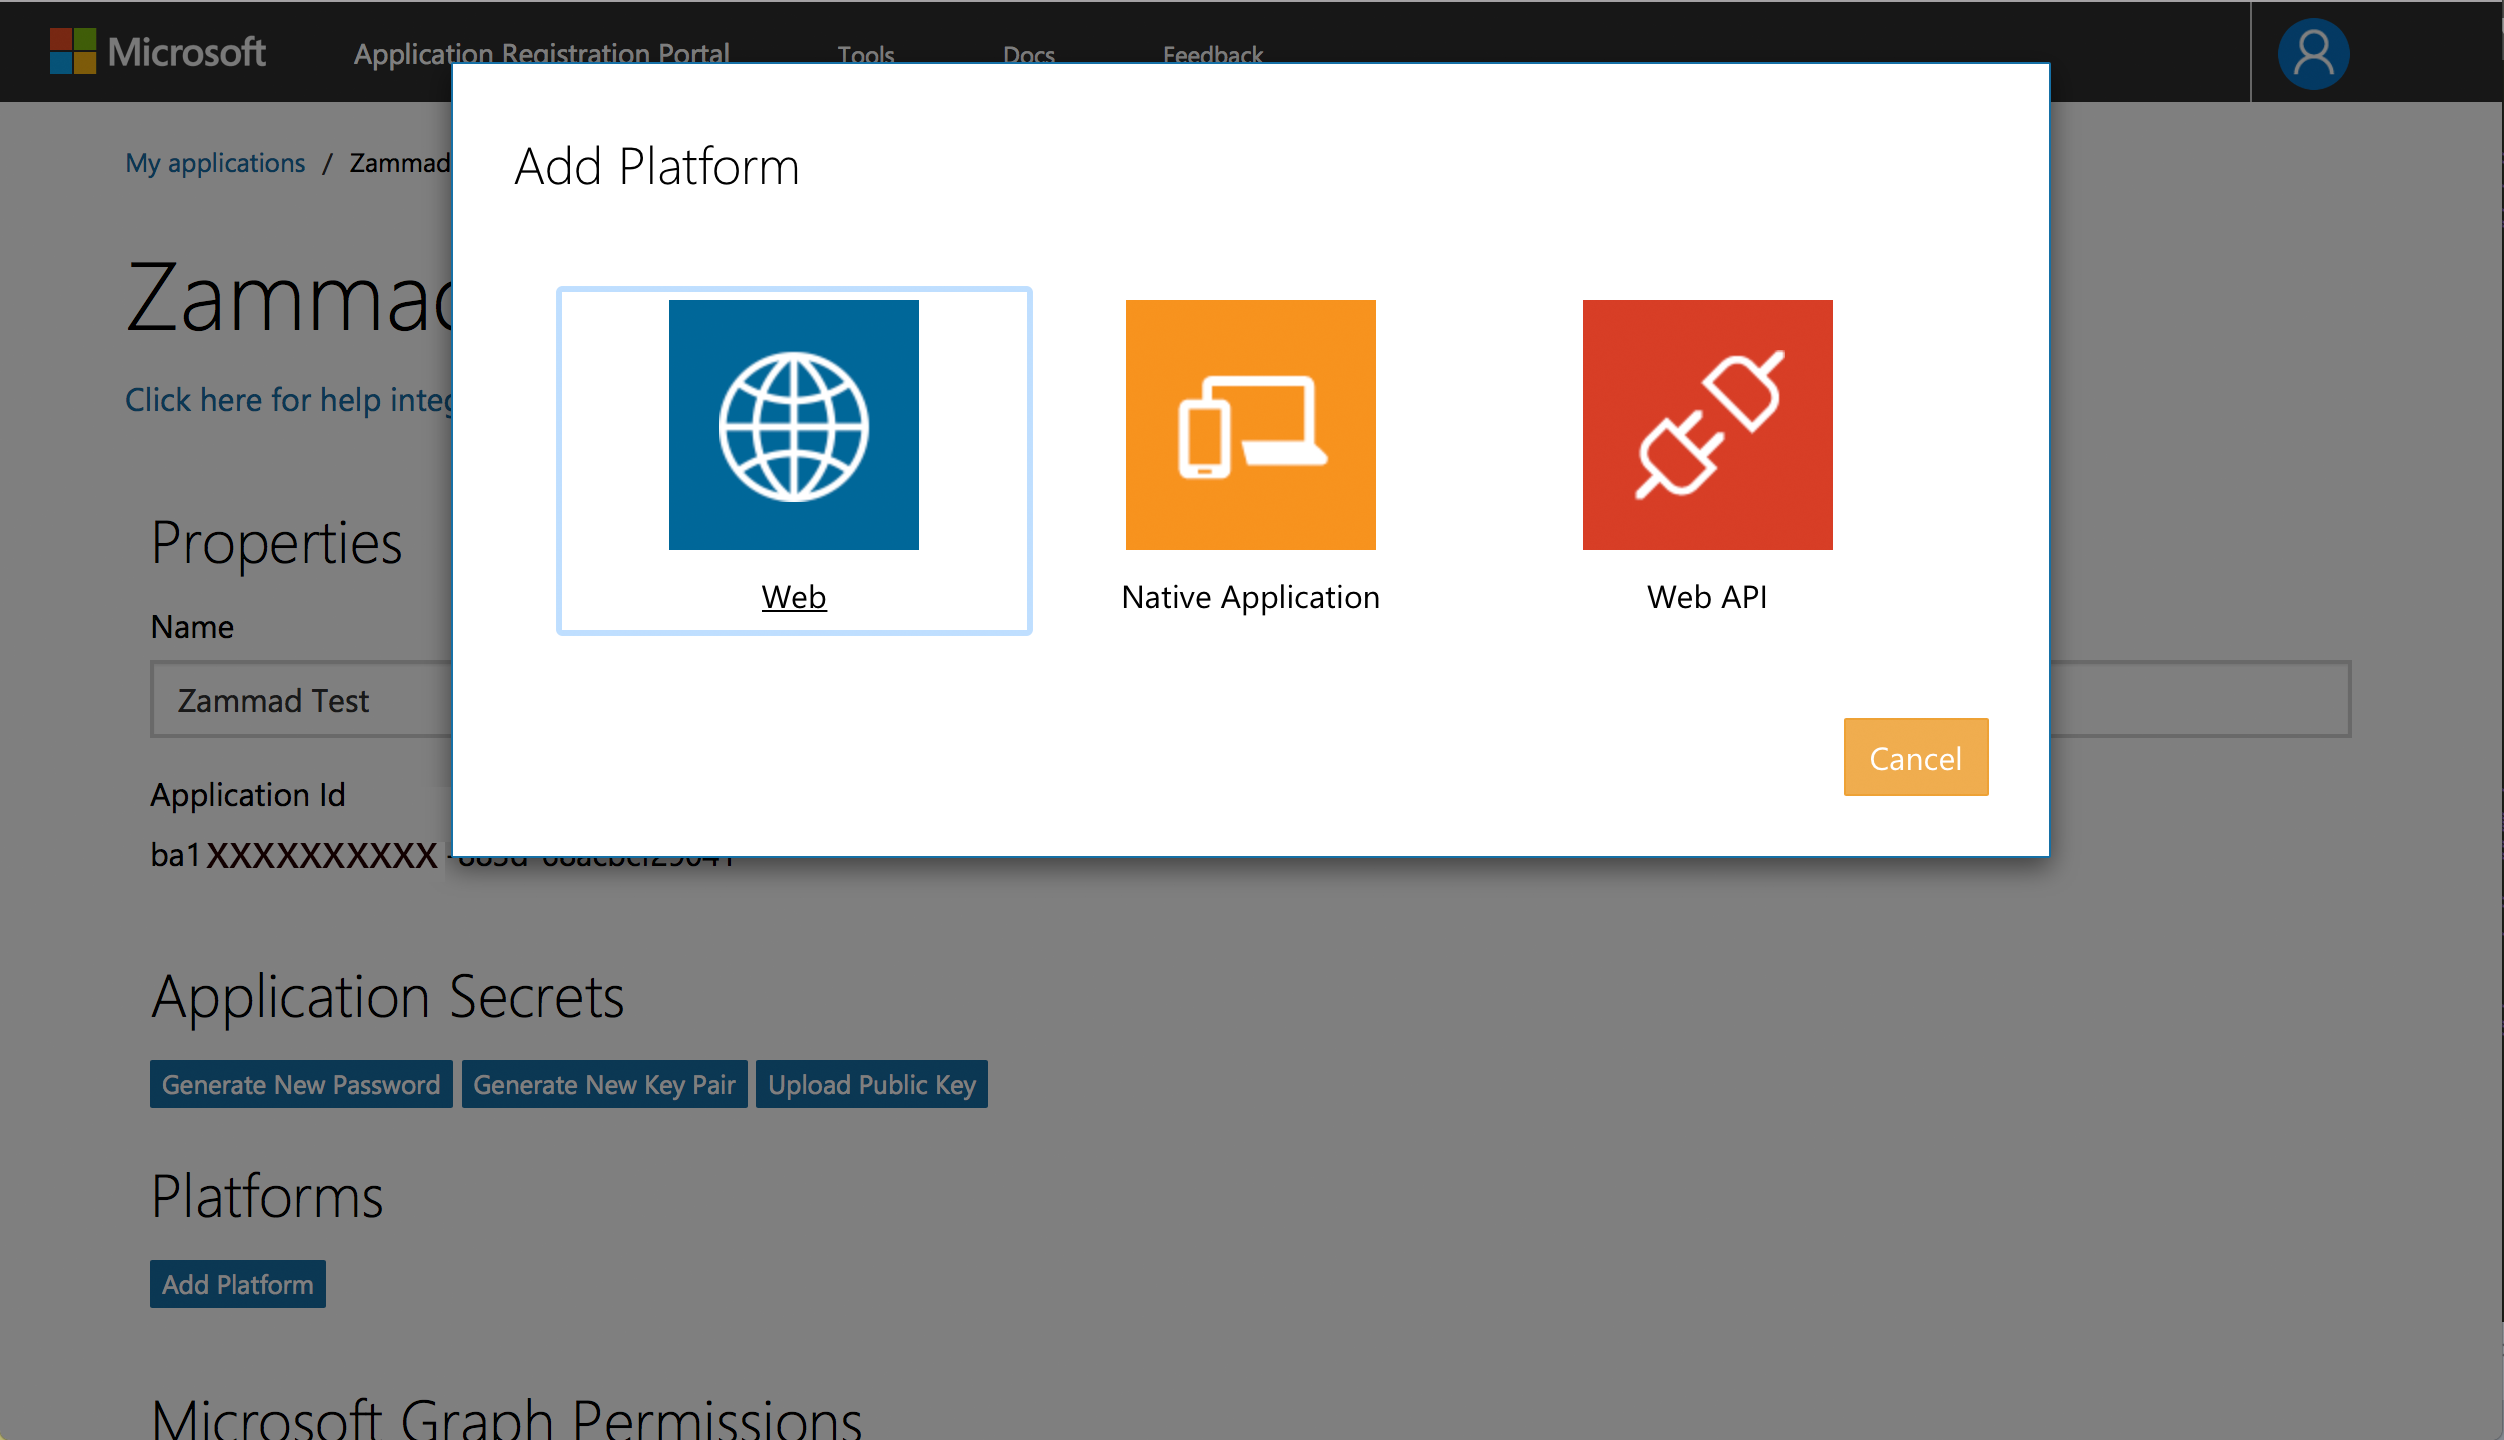 Microsoft
Application Registration Portal
Tools
Docs
Feedback
My applications / Zammad
Add Platform
Zammad
Click here for help
Web
Native Application
Web API
Properties
Name
Zammad Test
Cancel
Application Id
ba1XXXXXXXXXX
Application Secrets
Generate New Password
Generate New Key Pair
Upload Public Key
Platforms
Add Platform
Microsoft Graph Permissions